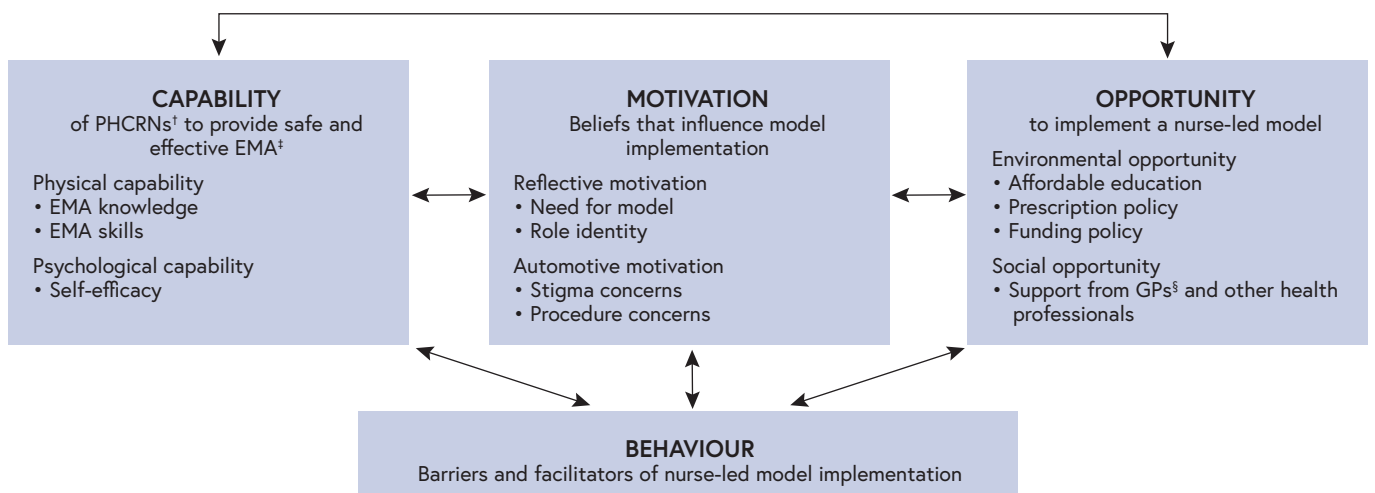 CAPABILITY
of PHCRNs† to provide safe and
effective EMA‡
Physical capability
• EMA knowledge
• EMA skills
Psychological capability
• Self-efficacy
MOTIVATION
Beliefs that influence model
implementation
Reflective motivation
• Need for model
• Role identity
Automotive motivation
• Stigma concerns
• Procedure concerns
OPPORTUNITY
to implement a nurse-led model
Environmental opportunity
• Affordable education
• Prescription policy
• Funding policy
Social opportunity
• Support from GPs§ and other health
professionals
BEHAVIOUR
Barriers and facilitators of nurse-led model implementation